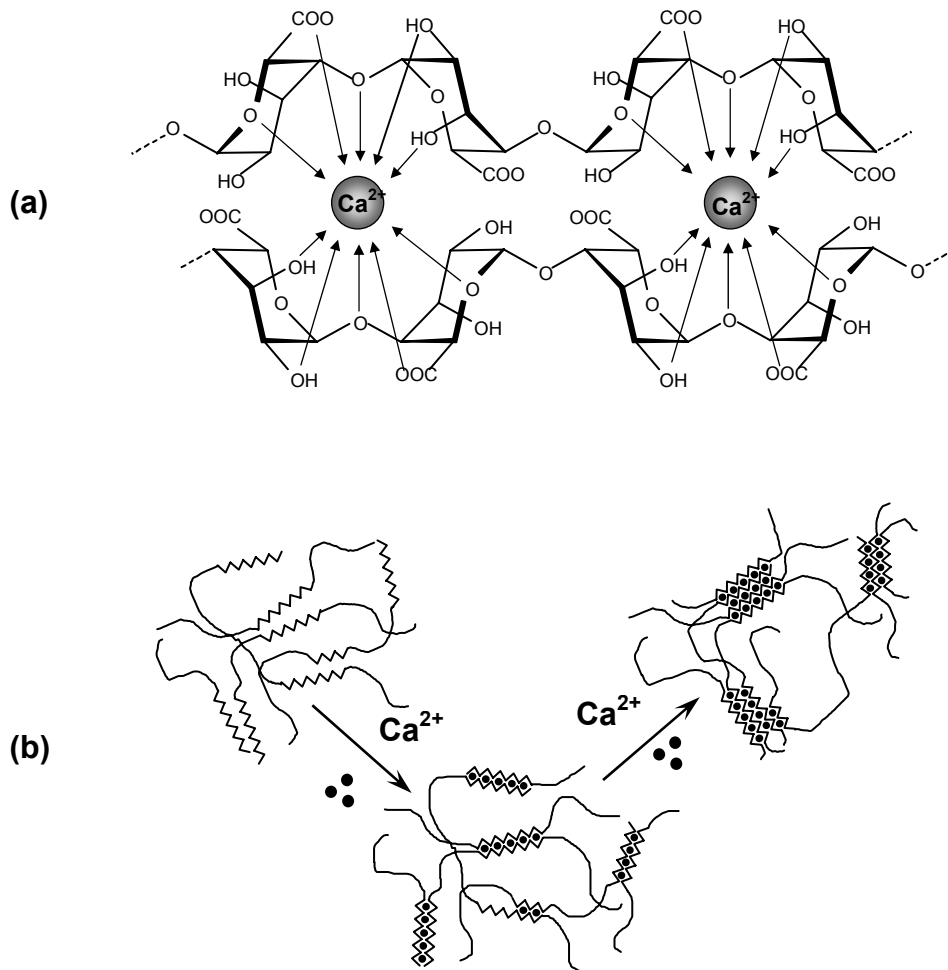 COO HO COO HO
HO O O HO O O
O O O O HO
O HO O
HO COO HO COO
(a) Ca²⁺ Ca²⁺
OOC OH OOC OH
OH O OH O
O O
O O OH O O OH
OH OOC OH OOC
Ca²⁺ Ca²⁺
(b)